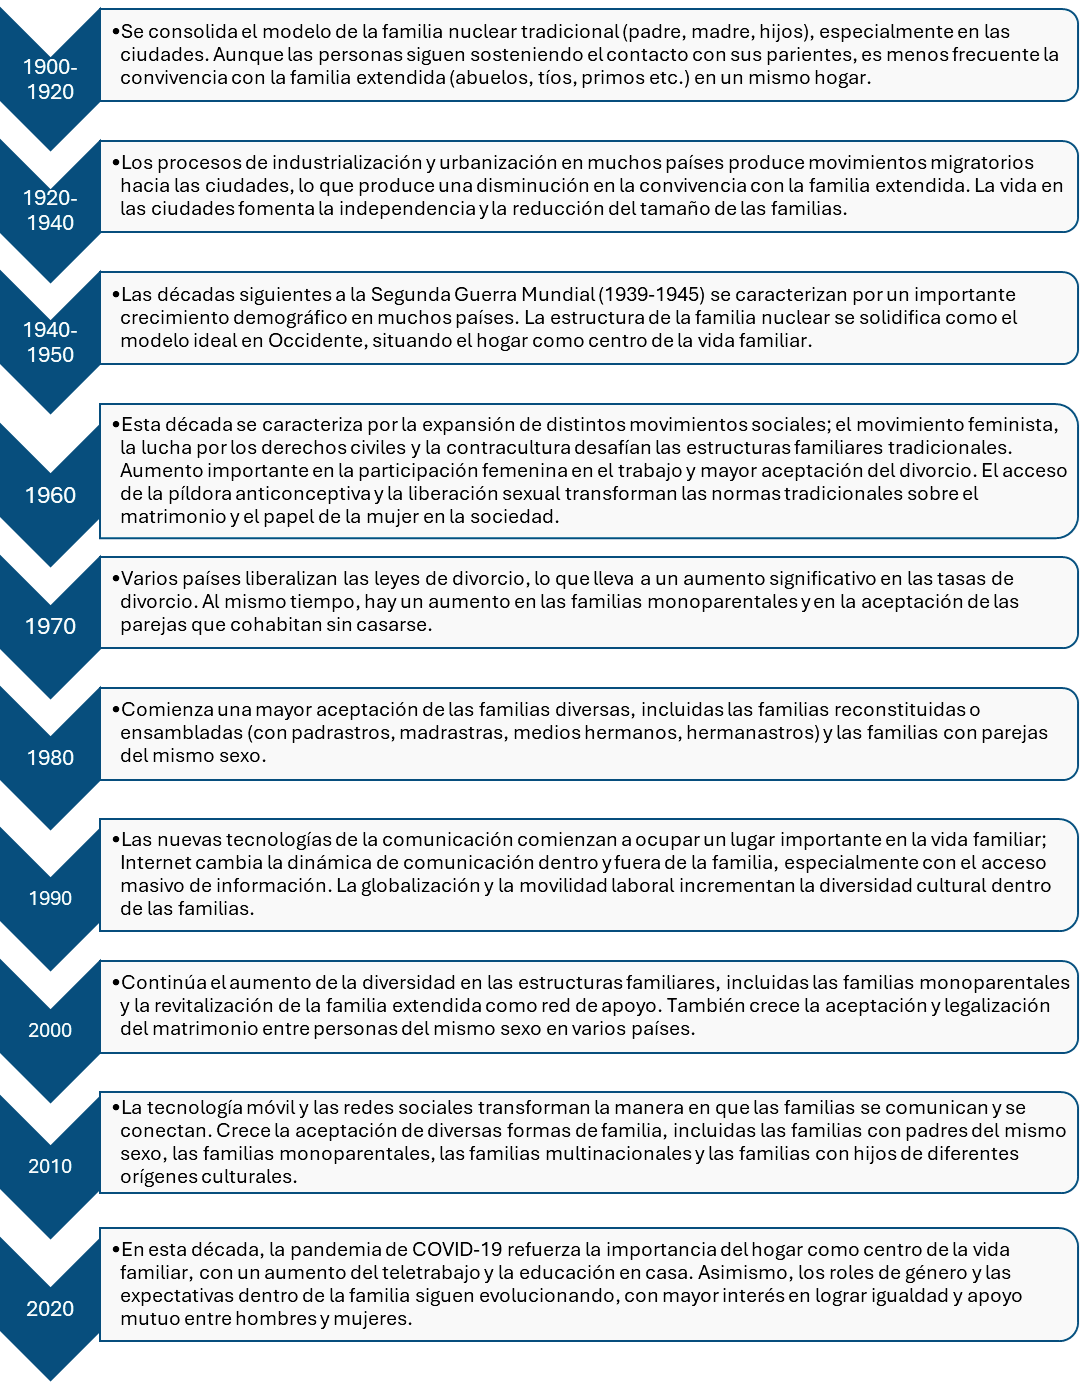 1900-
1920
•Se consolida el modelo de la familia nuclear tradicional (padre, madre, hijos), especialmente en las
ciudades. Aunque las personas siguen sosteniendo el contacto con sus parientes, es menos frecuente la
convivencia con la familia extendida (abuelos, tíos, primos etc.) en un mismo hogar.
1920-
1940
•Los procesos de industrialización y urbanización en muchos países produce movimientos migratorios
hacia las ciudades, lo que produce una disminución en la convivencia con la familia extendida. La vida en
las ciudades fomenta la independencia y la reducción del tamaño de las familias.
1940-
1950
•Las décadas siguientes a la Segunda Guerra Mundial (1939-1945) se caracterizan por un importante
crecimiento demográfico en muchos países. La estructura de la familia nuclear se solidifica como el
modelo ideal en Occidente, situando el hogar como centro de la vida familiar.
1960
•Esta década se caracteriza por la expansión de distintos movimientos sociales; el movimiento feminista,
la lucha por los derechos civiles y la contracultura desafían las estructuras familiares tradicionales.
Aumento importante en la participación femenina en el trabajo y mayor aceptación del divorcio. El acceso
de la píldora anticonceptiva y la liberación sexual transforman las normas tradicionales sobre el
matrimonio y el papel de la mujer en la sociedad.
1970
•Varios países liberalizan las leyes de divorcio, lo que lleva a un aumento significativo en las tasas de
divorcio. Al mismo tiempo, hay un aumento en las familias monoparentales y en la aceptación de las
parejas que cohabitan sin casarse.
1980
•Comienza una mayor aceptación de las familias diversas, incluidas las familias reconstituidas o
ensambladas (con padrastros, madrastras, medios hermanos, hermanastros) y las familias con parejas
del mismo sexo.
1990
•Las nuevas tecnologías de la comunicación comienzan a ocupar un lugar importante en la vida familiar;
Internet cambia la dinámica de comunicación dentro y fuera de la familia, especialmente con el acceso
masivo de información. La globalización y la movilidad laboral incrementan la diversidad cultural dentro
de las familias.
2000
•Continúa el aumento de la diversidad en las estructuras familiares, incluidas las familias monoparentales
y la revitalización de la familia extendida como red de apoyo. También crece la aceptación y legalización
del matrimonio entre personas del mismo sexo en varios países.
2010
•La tecnología móvil y las redes sociales transforman la manera en que las familias se comunican y se
conectan. Crece la aceptación de diversas formas de familia, incluidas las familias con padres del mismo
sexo, las familias monoparentales, las familias multinacionales y las familias con hijos de diferentes
orígenes culturales.
2020
•En esta década, la pandemia de COVID-19 refuerza la importancia del hogar como centro de la vida
familiar, con un aumento del teletrabajo y la educación en casa. Asimismo, los roles de género y las
expectativas dentro de la familia siguen evolucionando, con mayor interés en lograr igualdad y apoyo
mutuo entre hombres y mujeres.